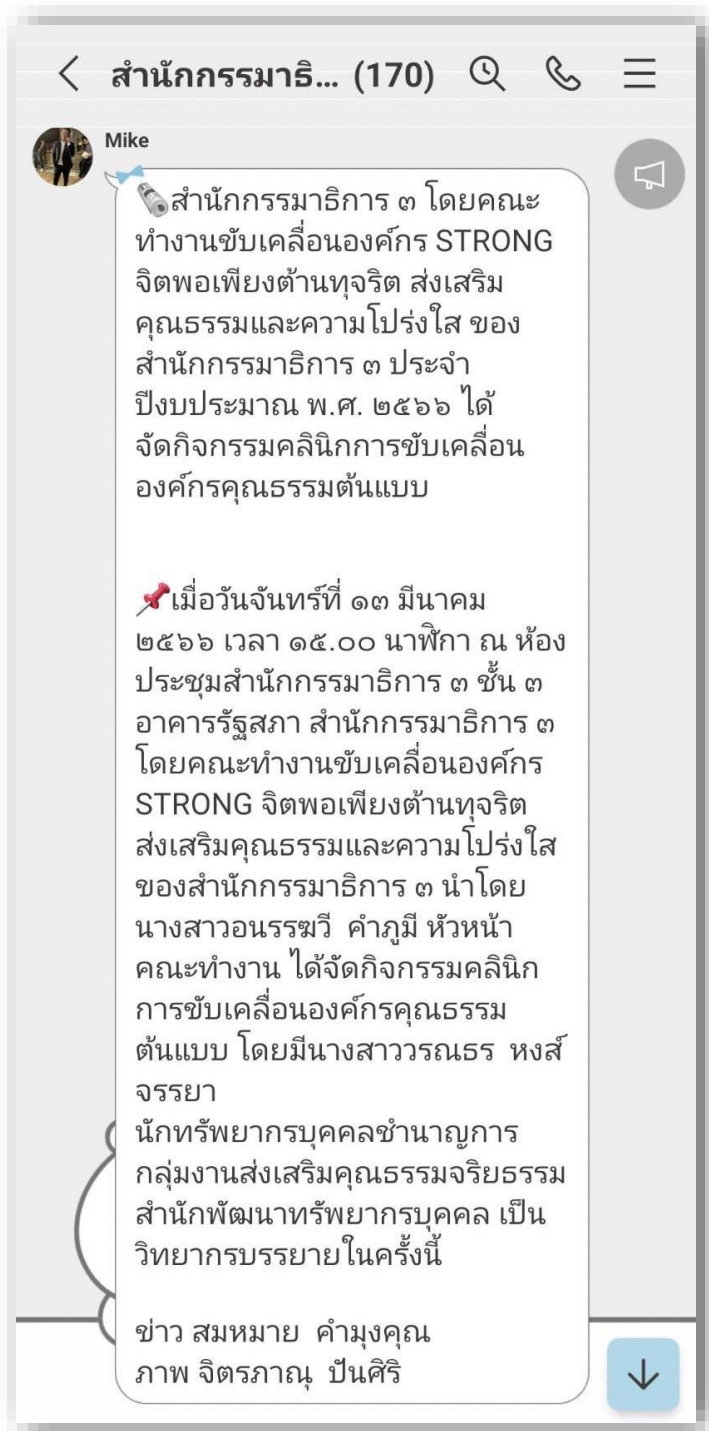 สำนักกรรมาธิ... (170)
Mike
🗞️สำนักกรรมาธิการ ๓ โดยคณะ
ทำงานขับเคลื่อนองค์กร STRONG
จิตพอเพียงต้านทุจริต ส่งเสริม
คุณธรรมและความโปร่งใส ของ
สำนักกรรมาธิการ ๓ ประจำ
ปีงบประมาณ พ.ศ. ๒๕๖๖ ได้
จัดกิจกรรมคลินิกการขับเคลื่อน
องค์กรคุณธรรมต้นแบบ
📌เมื่อวันจันทร์ที่ ๑๓ มีนาคม
๒๕๖๖ เวลา ๑๕.๐๐ นาฬิกา ณ ห้อง
ประชุมสำนักกรรมาธิการ ๓ ชั้น ๓
อาคารรัฐสภา สำนักกรรมาธิการ ๓
โดยคณะทำงานขับเคลื่อนองค์กร
STRONG จิตพอเพียงต้านทุจริต
ส่งเสริมคุณธรรมและความโปร่งใส
ของสำนักกรรมาธิการ ๓ นำโดย
นางสาวอนรรฆวี  คำภูมี หัวหน้า
คณะทำงาน ได้จัดกิจกรรมคลินิก
การขับเคลื่อนองค์กรคุณธรรม
ต้นแบบ โดยมีนางสาววรณธร  หงส์
จรรยา
นักทรัพยากรบุคคลชำนาญการ
กลุ่มงานส่งเสริมคุณธรรมจริยธรรม
สำนักพัฒนาทรัพยากรบุคคล เป็น
วิทยากรบรรยายในครั้งนี้
ข่าว สมหมาย  คำมุงคุณ
ภาพ จิตรภาณุ  ปันศิริ